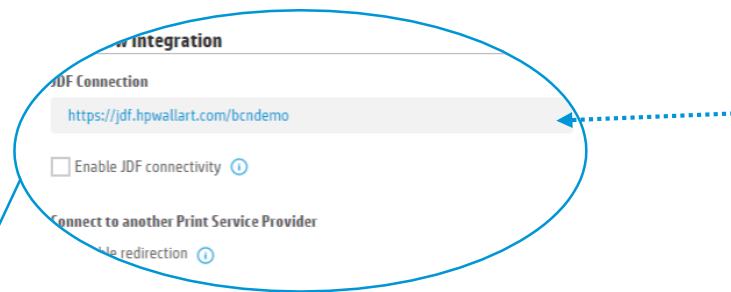 Integration
JDF Connection
https://jdf.hpwallart.com/bcndemo
Enable JDF connectivity
Connect to another Print Service Provider
redirection